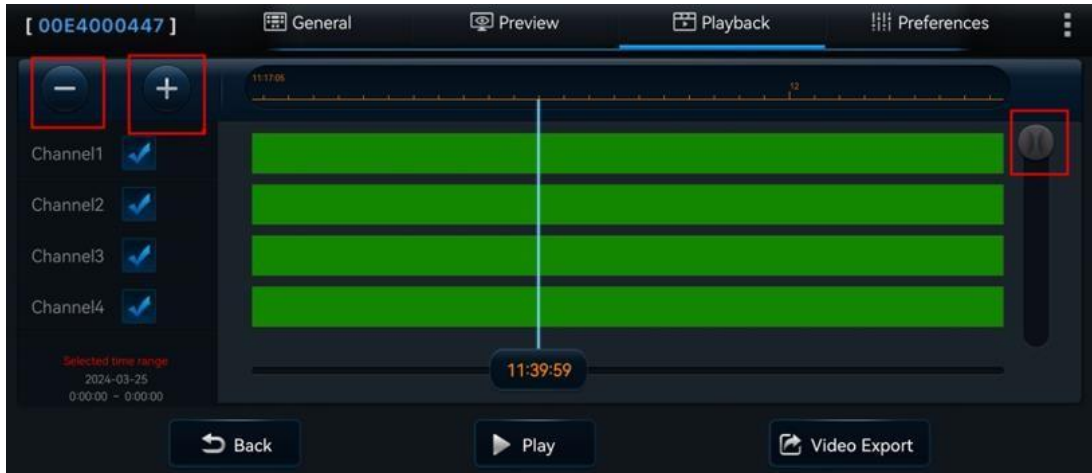 [ 00E4000447 ]
General
Preview
Playback
Preferences
11:17:05
12
Channel1
Channel2
Channel3
Channel4
Selected time range
2024-03-25
0:00:00 - 0:00:00
11:39:59
Back
Play
Video Export